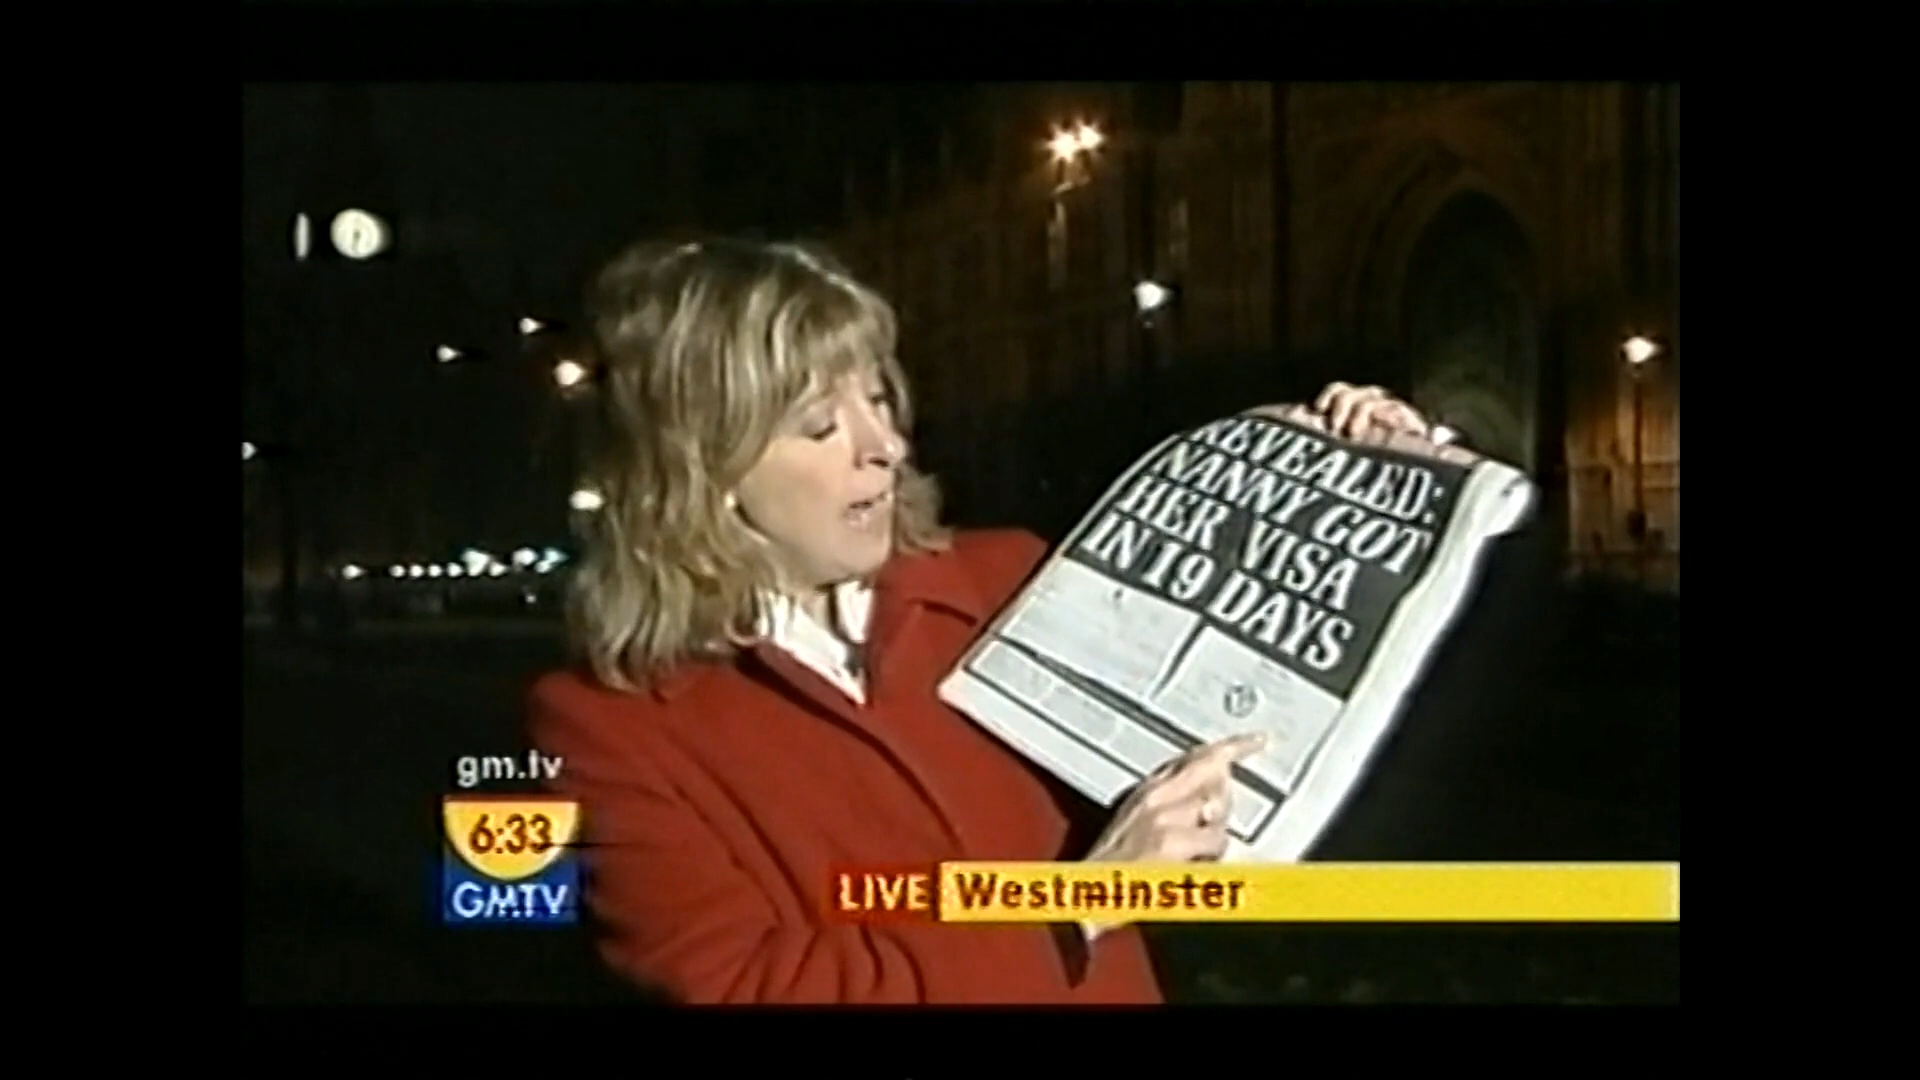 REVEALED:
NANNY GOT
HER VISA
IN 19 DAYS
gm.tv
6:33
GMTV
LIVE Westminster